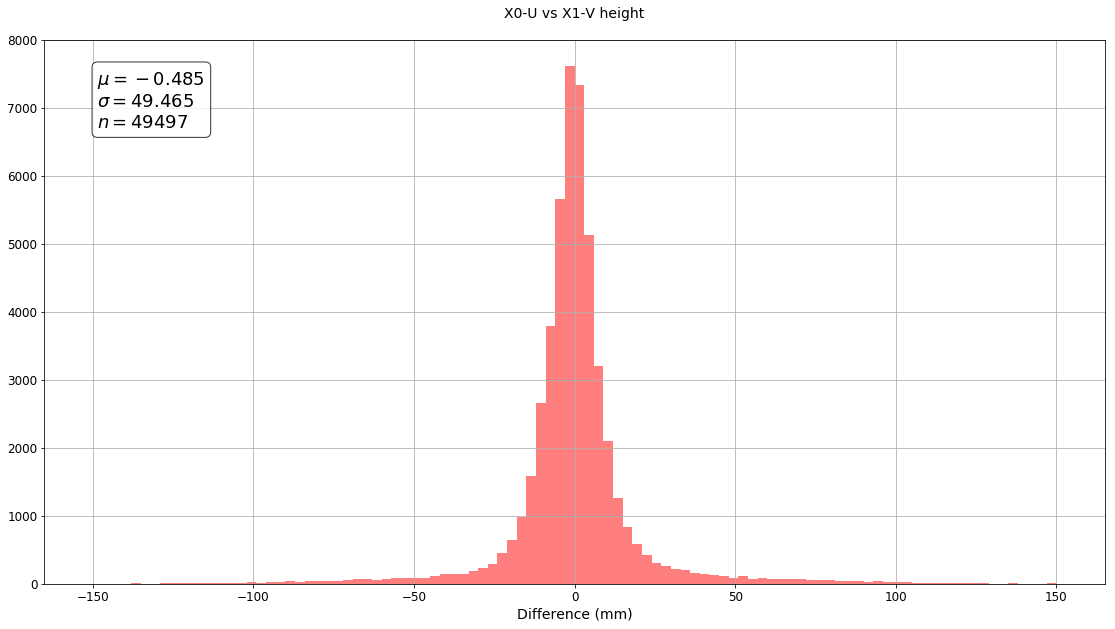 X0-U vs X1-V height
8000
7000
6000
5000
4000
3000
2000
1000
0
μ = −0.485
σ = 49.465
n = 49497
−150 −100 −50 0 50 100 150
Difference (mm)